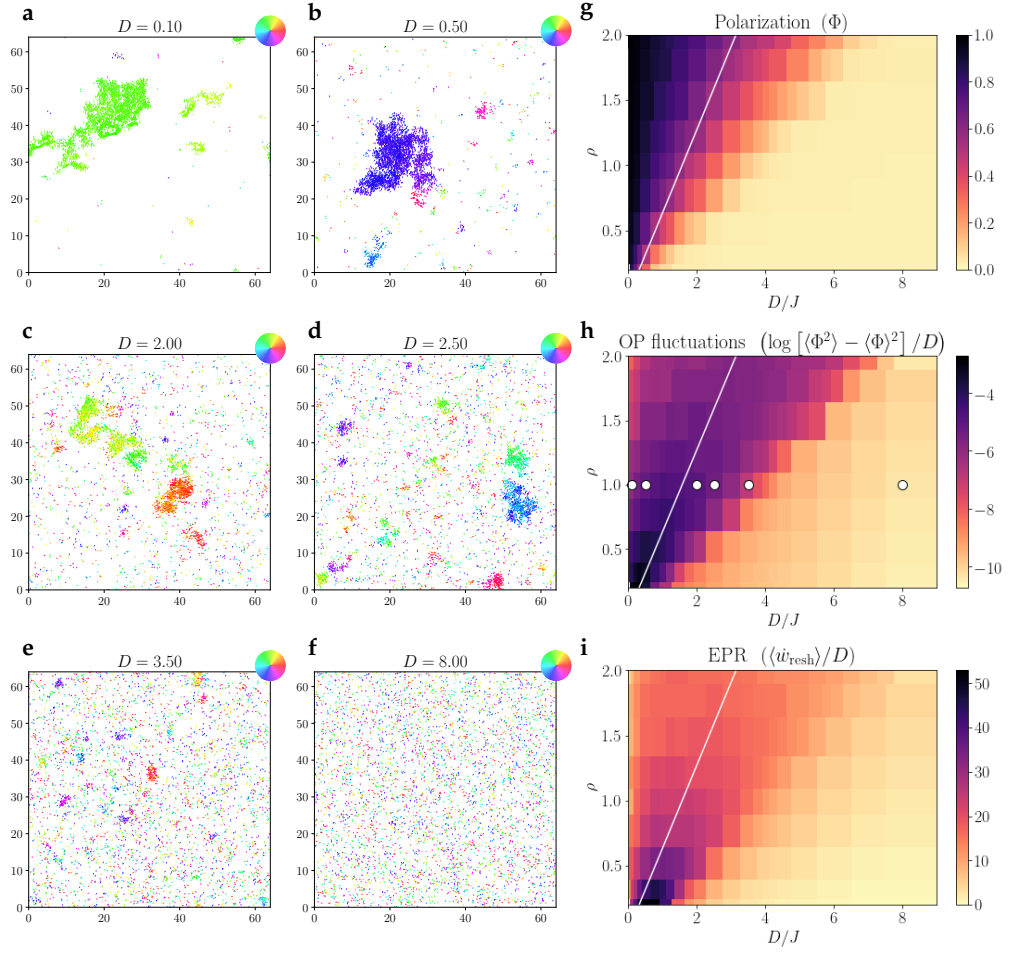 a
D = 0.10
60
50
40
30
20
10
0
0 20 40 60
b
D = 0.50
60
50
40
30
20
10
0
0 20 40 60
g
Polarization (Φ)
ρ
2.0
1.5
1.0
0.5
0 2 4 6 8
D/J
1.0
0.8
0.6
0.4
0.2
0.0
c
D = 2.00
60
50
40
30
20
10
0
0 20 40 60
d
D = 2.50
60
50
40
30
20
10
0
0 20 40 60
h
OP fluctuations (log [⟨Φ²⟩ − ⟨Φ⟩²] /D)
ρ
2.0
1.5
1.0
0.5
0 2 4 6 8
D/J
−4
−6
−8
−10
e
D = 3.50
60
50
40
30
20
10
0
0 20 40 60
f
D = 8.00
60
50
40
30
20
10
0
0 20 40 60
i
EPR (⟨ẇresh⟩/D)
ρ
2.0
1.5
1.0
0.5
0 2 4 6 8
D/J
50
40
30
20
10
0